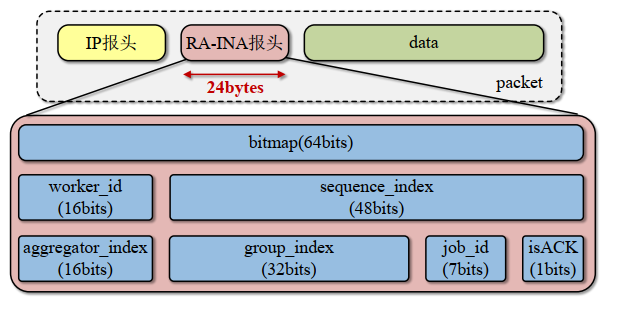 IP报头
RA-INA报头
data
24bytes
packet
bitmap(64bits)
worker_id
(16bits)
sequence_index
(48bits)
aggregator_index
(16bits)
group_index
(32bits)
job_id
(7bits)
isACK
(1bits)